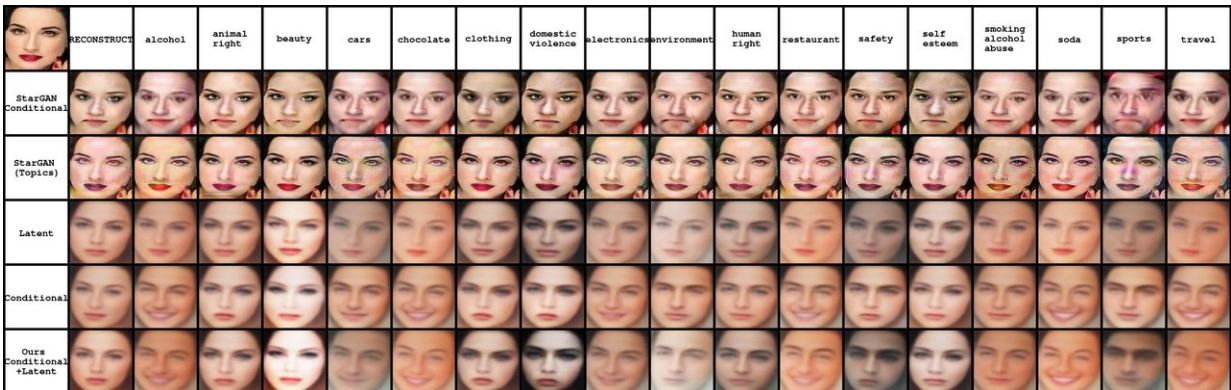 RECONSTRUCT
alcohol
animal
right
beauty
cars
chocolate
clothing
domestic
violence
electronics
environment
human
right
restaurant
safety
self
esteem
smoking
alcohol
abuse
soda
sports
travel
StarGAN
Conditional
StarGAN
(Topics)
Latent
Conditional
Ours
Conditional
+Latent